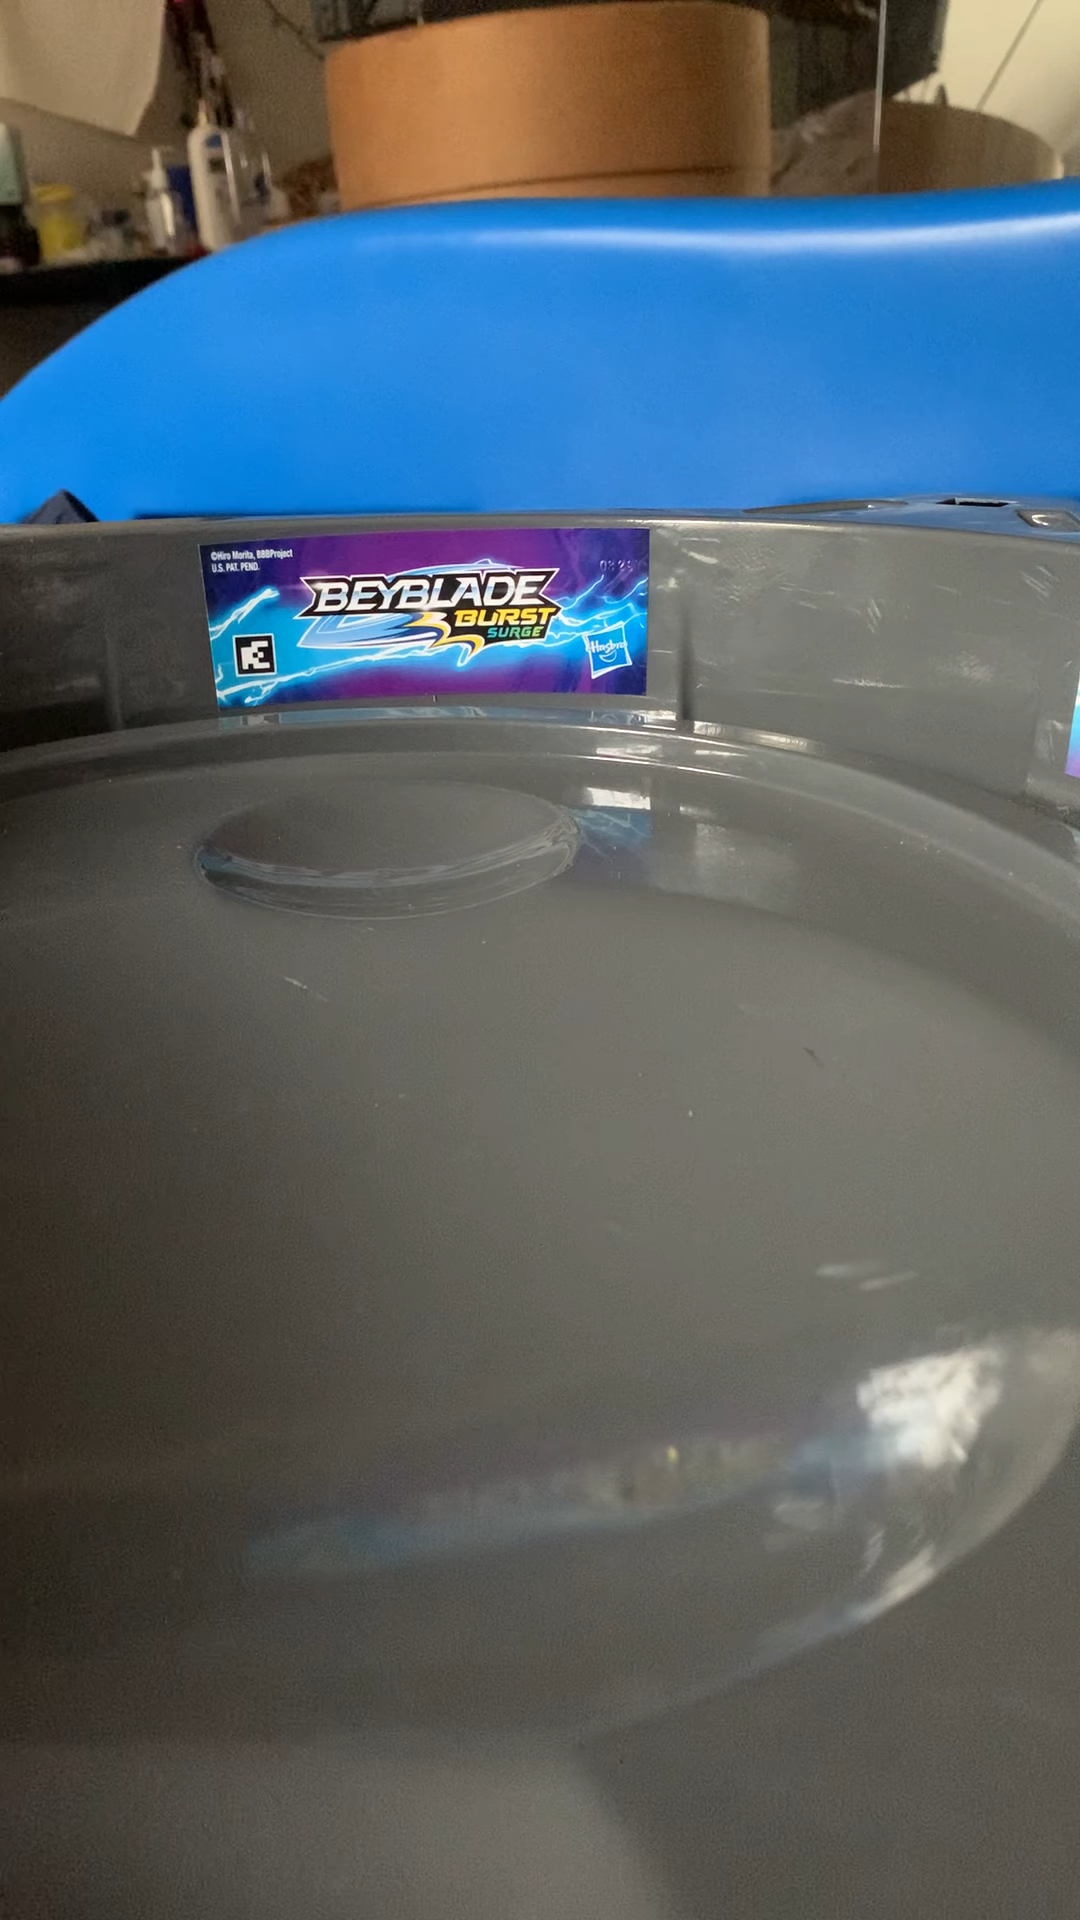 ©Hiro Morita, BBBProject
U.S. PAT. PEND.
BEYBLADE
BURST
SURGE
Hasbro